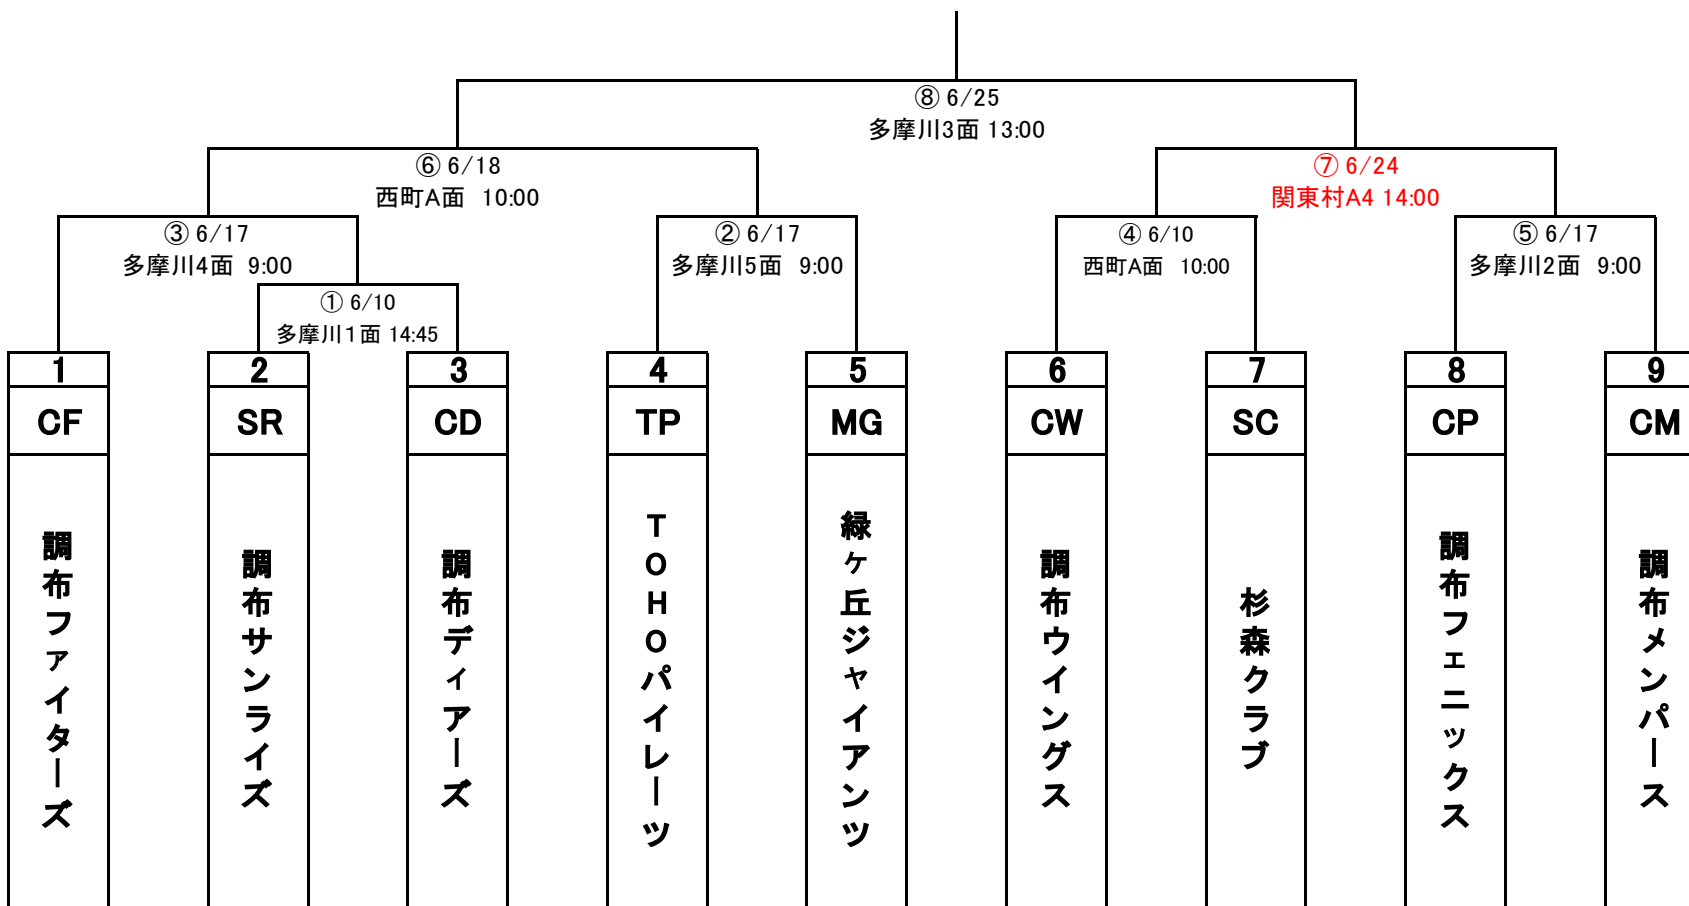 ⑧ 6/25
多摩川3面 13:00
⑥ 6/18
西町A面 10:00
⑦ 6/24
関東村A4 14:00
③ 6/17
多摩川4面 9:00
② 6/17
多摩川5面 9:00
④ 6/10
西町A面 10:00
⑤ 6/17
多摩川2面 9:00
① 6/10
多摩川1面 14:45
1 2 3 4 5 6 7 8 9
CF SR CD TP MG CW SC CP CM
調布ファイターズ
調布サンライズ
調布ディアーズ
TOHOパイレーツ
緑ヶ丘ジャイアンツ
調布ウイングス
杉森クラブ
調布フェニックス
調布メンパース